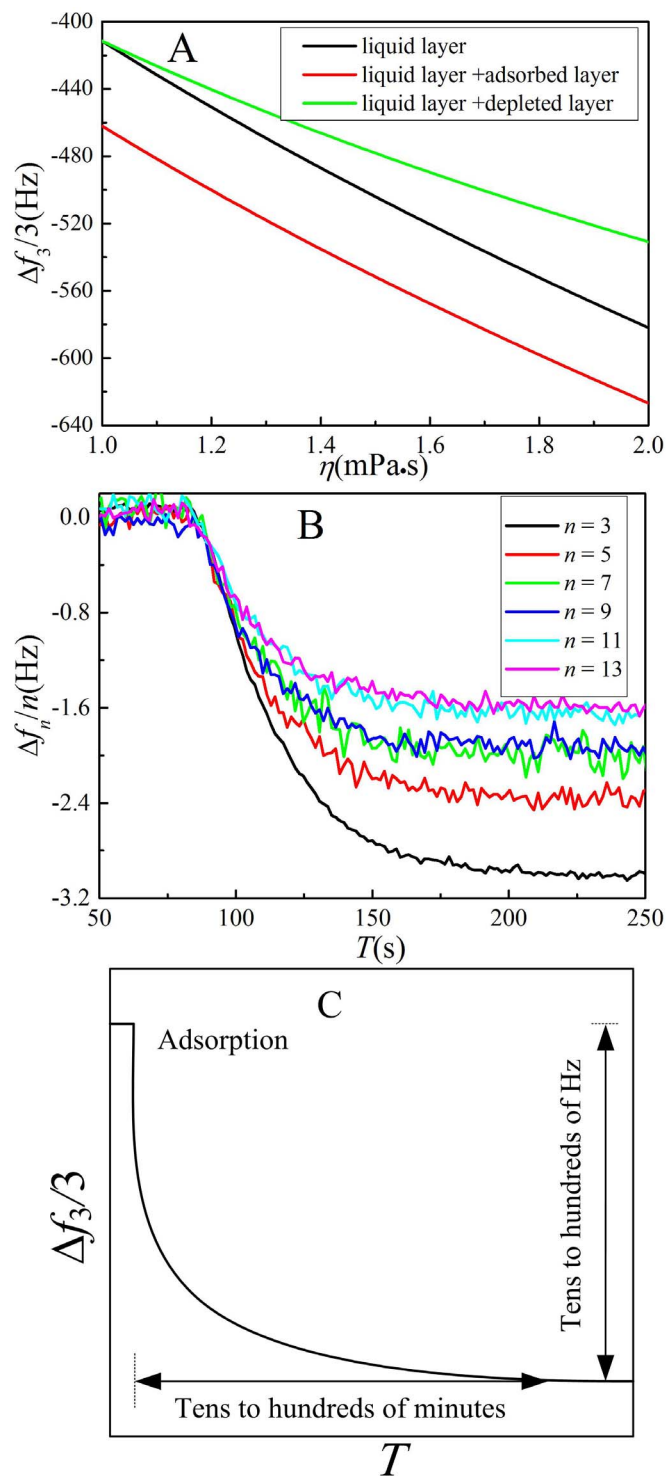 A
liquid layer
liquid layer +adsorbed layer
liquid layer +depleted layer
-400
-440
-480
-520
-560
-600
-640
Δf₃/3(Hz)
1.0 1.2 1.4 1.6 1.8 2.0
η(mPa•s)
B
n = 3
n = 5
n = 7
n = 9
n = 11
n = 13
0.0
-0.8
-1.6
-2.4
-3.2
Δfₙ/n(Hz)
50 100 150 200 250
T(s)
C
Adsorption
Δf₃/3
Tens to hundreds of Hz
Tens to hundreds of minutes
T